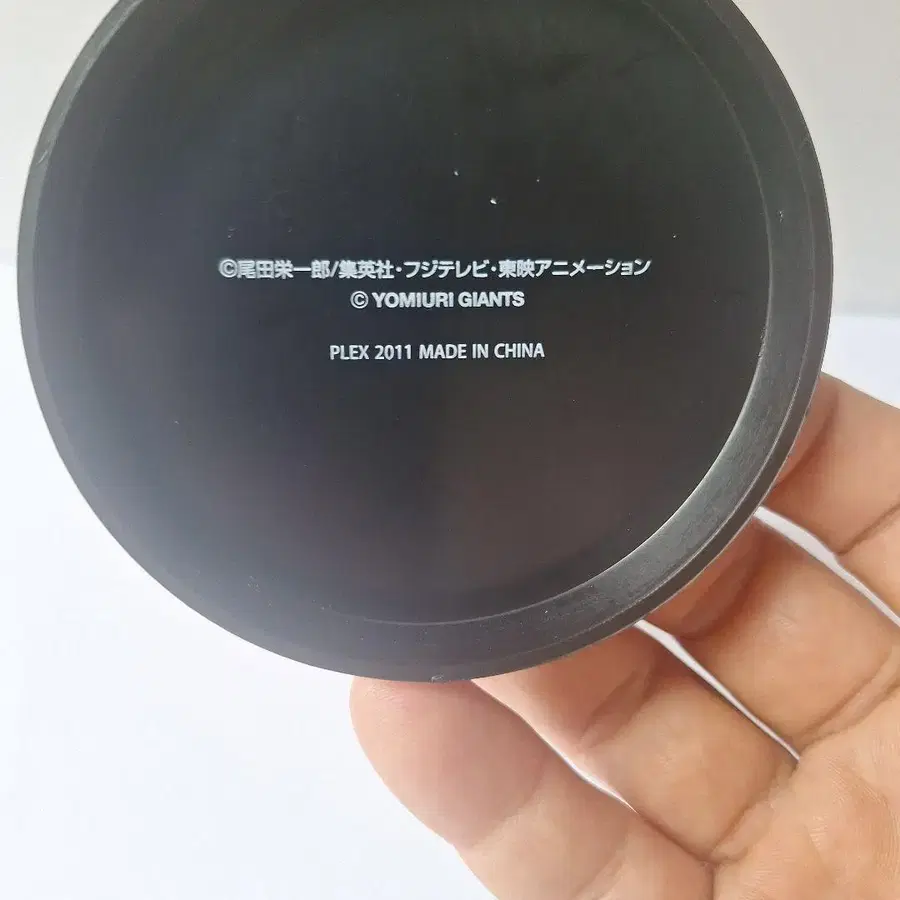 ©尾田栄一郎/集英社・フジテレビ・東映アニメーション
© YOMIURI GIANTS
PLEX 2011 MADE IN CHINA